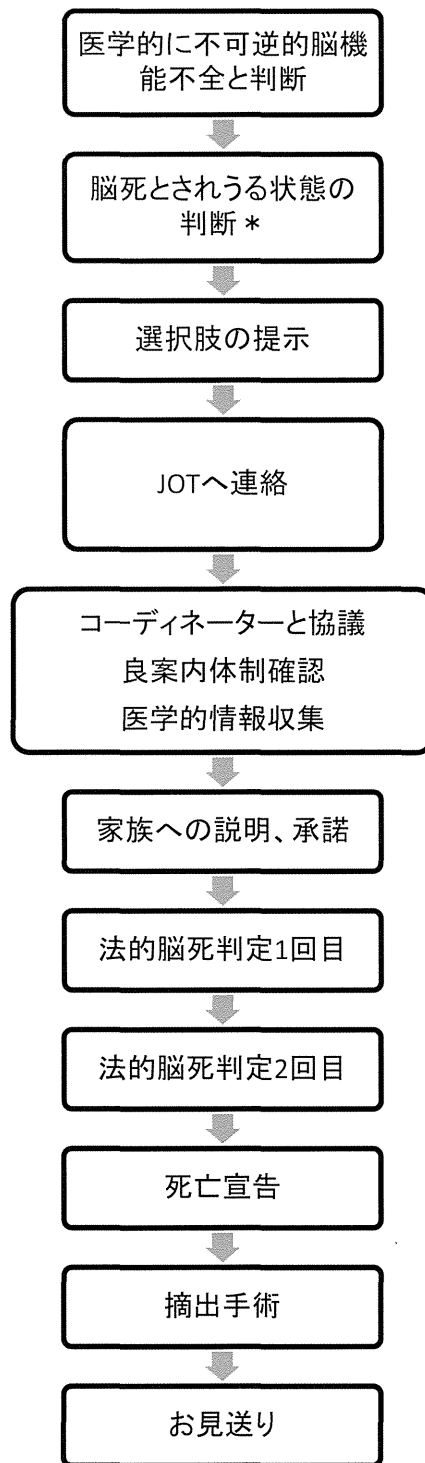 医学的に不可逆的脳機
能不全と判断
脳死とされうる状態の
判断*
選択肢の提示
JOTへ連絡
コーディネーターと協議
良案内体制確認
医学的情報収集
家族への説明、承諾
法的脳死判定1回目
法的脳死判定2回目
死亡宣告
摘出手術
お見送り